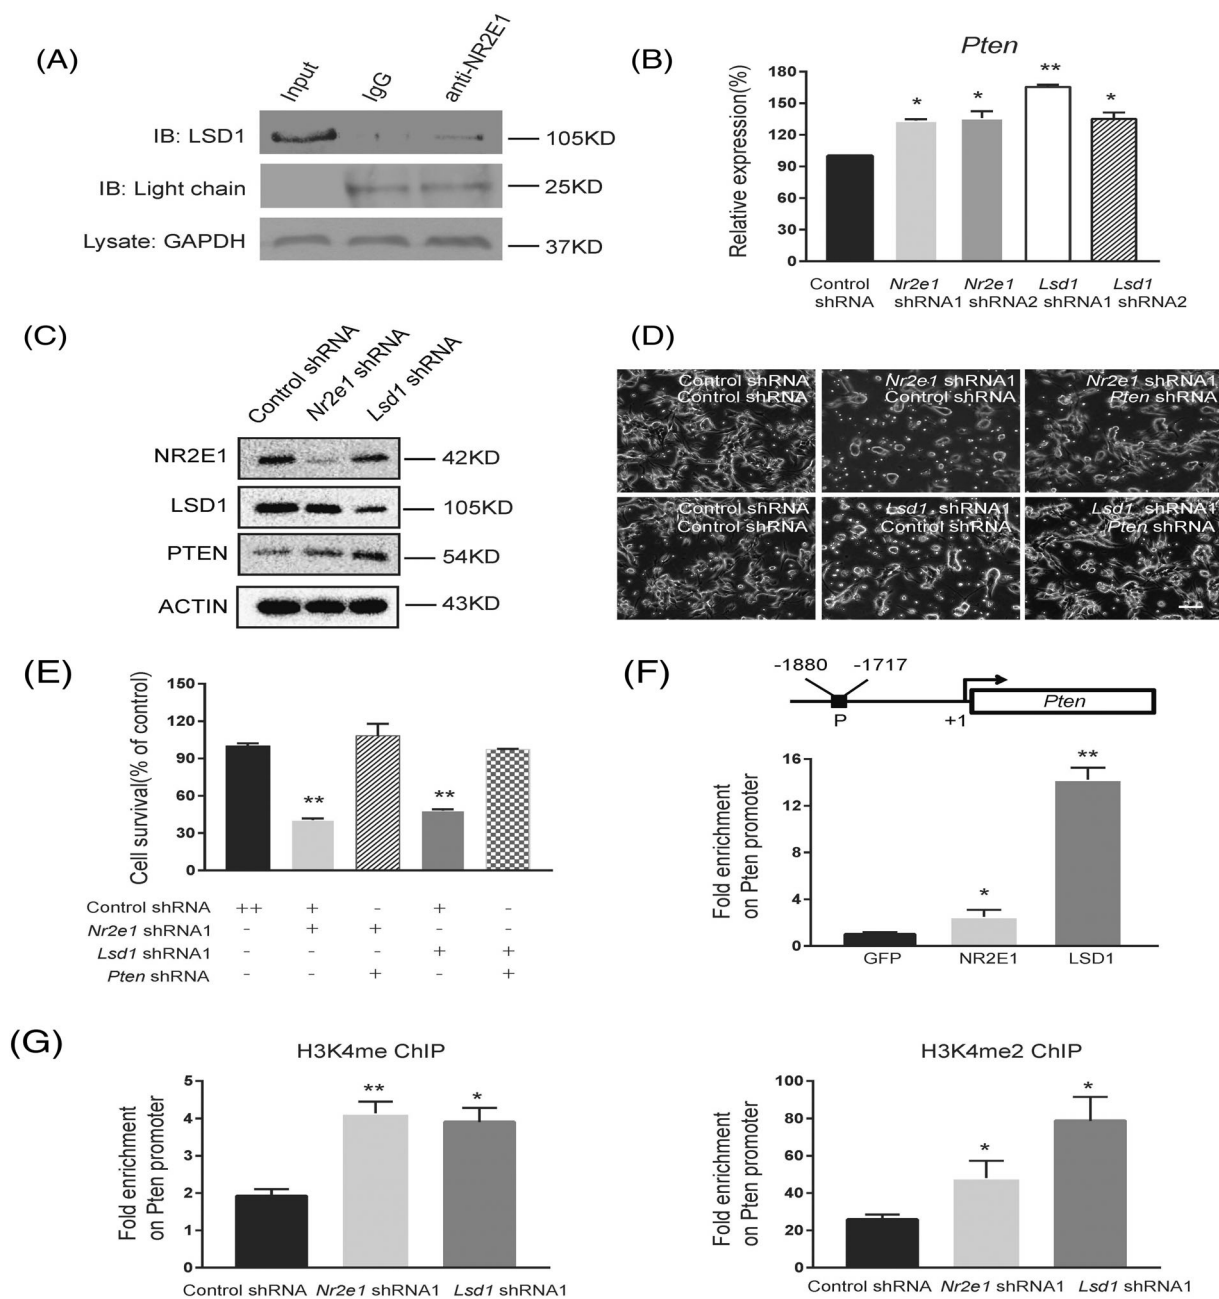 (A)
Input
IgG
anti-NR2E1
IB: LSD1
105KD
IB: Light chain
25KD
Lysate: GAPDH
37KD
(B)
Pten
Relative expression(%)
180
150
120
90
60
30
0
*
*
**
*
Control shRNA
Nr2e1 shRNA1
Nr2e1 shRNA2
Lsd1 shRNA1
Lsd1 shRNA2
(C)
Control shRNA
Nr2e1 shRNA
Lsd1 shRNA
NR2E1
42KD
LSD1
105KD
PTEN
54KD
ACTIN
43KD
(D)
Control shRNA
Control shRNA
Nr2e1 shRNA1
Control shRNA
Nr2e1 shRNA1
Pten shRNA
Control shRNA
Control shRNA
Lsd1 shRNA1
Control shRNA
Lsd1 shRNA1
Pten shRNA
(E)
Cell survival(% of control)
150
120
90
60
30
0
**
**
Control shRNA ++ + - + -
Nr2e1 shRNA1 - + + - -
Lsd1 shRNA1 - - - + +
Pten shRNA - - + - +
(F)
-1880
-1717
P
+1
Pten
Fold enrichment
on Pten promoter
16
12
8
4
0
*
**
GFP
NR2E1
LSD1
(G)
H3K4me ChIP
Fold enrichment
on Pten promoter
5
4
3
2
1
0
**
*
Control shRNA
Nr2e1 shRNA1
Lsd1 shRNA1
H3K4me2 ChIP
Fold enrichment
on Pten promoter
100
80
60
40
20
0
*
*
Control shRNA
Nr2e1 shRNA1
Lsd1 shRNA1